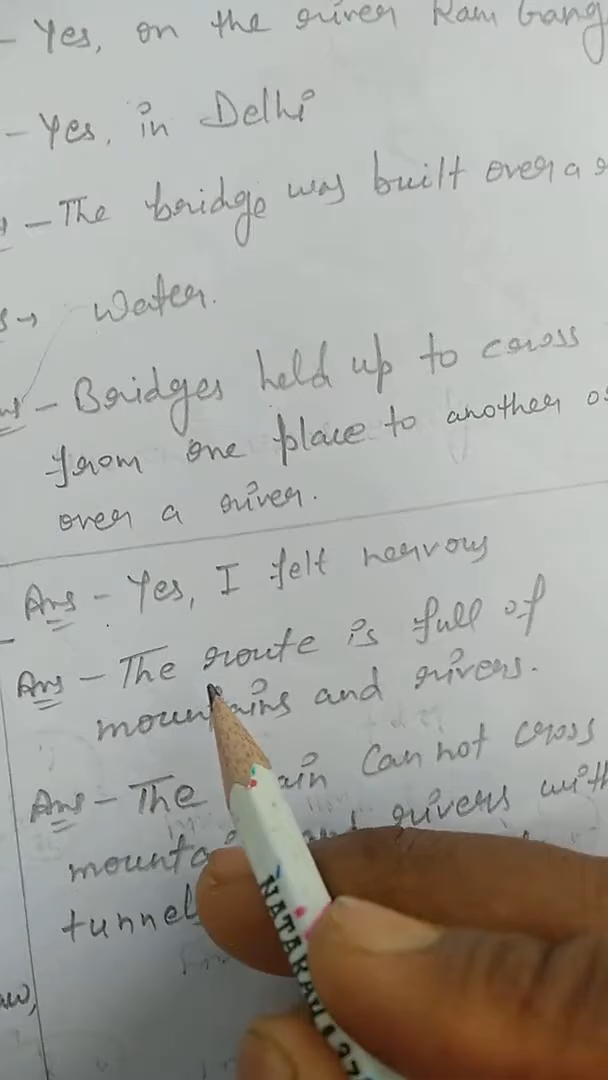 - Yes, on the river Ram Gang
- Yes, in Delhi
- The bridge was built over a
Water.
- Bridges held up to cross
from one place to another
over a river.
Ans - Yes, I felt nervous
Ans - The route is full of
mountains and rivers.
Ans - The can not cross
rivers with
tunnel
NATARAJ